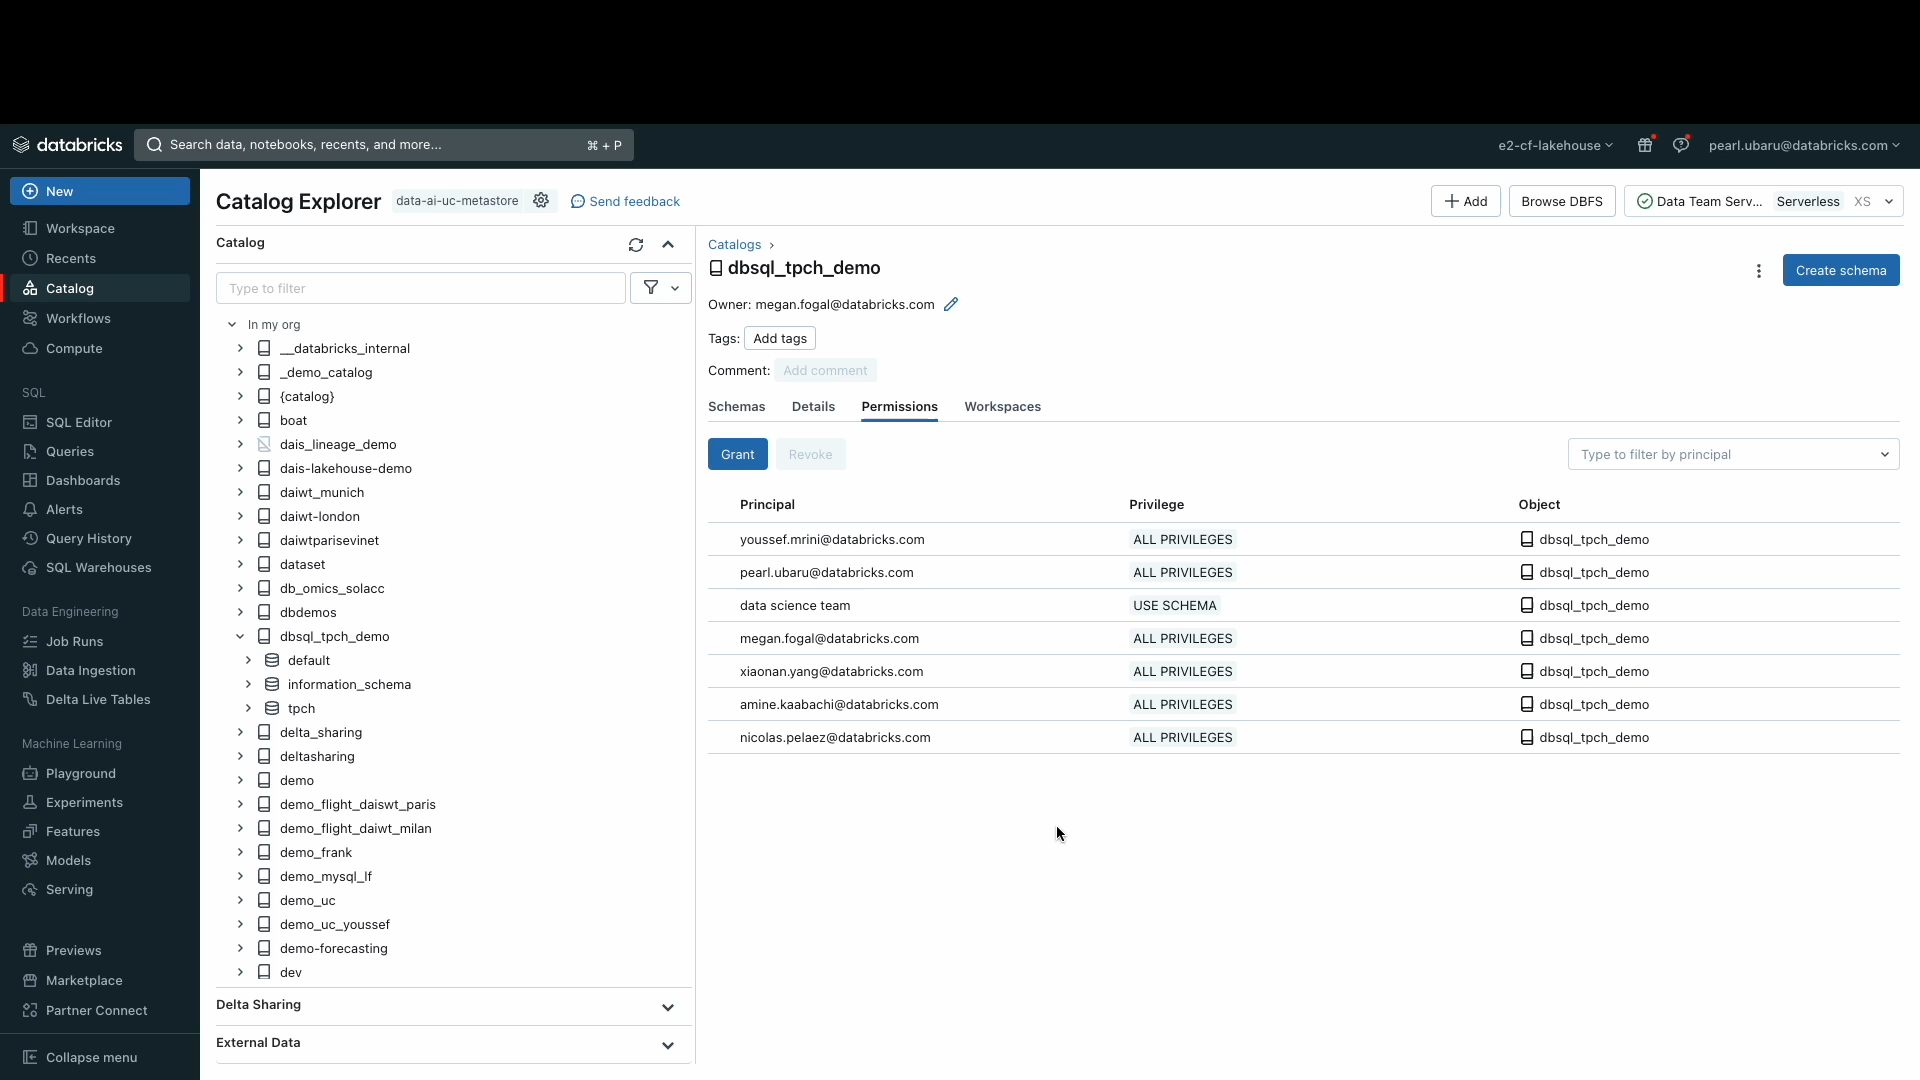 databricks
Search data, notebooks, recents, and more...
⌘ + P
e2-cf-lakehouse
pearl.ubaru@databricks.com
New
Workspace
Recents
Catalog
Workflows
Compute
SQL
SQL Editor
Queries
Dashboards
Alerts
Query History
SQL Warehouses
Data Engineering
Job Runs
Data Ingestion
Delta Live Tables
Machine Learning
Playground
Experiments
Features
Models
Serving
Previews
Marketplace
Partner Connect
Collapse menu
Catalog Explorer
data-ai-uc-metastore
Send feedback
Add
Browse DBFS
Data Team Serv... Serverless XS
Catalog
Type to filter
In my org
__databricks_internal
_demo_catalog
{catalog}
boat
dais_lineage_demo
dais-lakehouse-demo
daiwt_munich
daiwt-london
daiwtparisevinet
dataset
db_omics_solacc
dbdemos
dbsql_tpch_demo
default
information_schema
tpch
delta_sharing
deltasharing
demo
demo_flight_daiswt_paris
demo_flight_daiwt_milan
demo_frank
demo_mysql_lf
demo_uc
demo_uc_youssef
demo-forecasting
dev
Delta Sharing
External Data
Catalogs ›
dbsql_tpch_demo
Create schema
Owner: megan.fogal@databricks.com
Tags: Add tags
Comment: Add comment
Schemas Details Permissions Workspaces
Grant Revoke
Type to filter by principal
Principal Privilege Object
youssef.mrini@databricks.com ALL PRIVILEGES dbsql_tpch_demo
pearl.ubaru@databricks.com ALL PRIVILEGES dbsql_tpch_demo
data science team USE SCHEMA dbsql_tpch_demo
megan.fogal@databricks.com ALL PRIVILEGES dbsql_tpch_demo
xiaonan.yang@databricks.com ALL PRIVILEGES dbsql_tpch_demo
amine.kaabachi@databricks.com ALL PRIVILEGES dbsql_tpch_demo
nicolas.pelaez@databricks.com ALL PRIVILEGES dbsql_tpch_demo